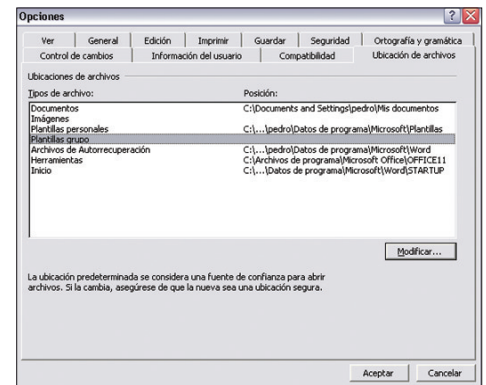 Opciones
Ver General Edición Imprimir Guardar Seguridad Ortografía y gramática
Control de cambios Información del usuario Compatibilidad Ubicación de archivos
Ubicaciones de archivos
Tipos de archivo: Posición:
Documentos C:\Documents and Settings\pedro\Mis documentos
Imágenes
Plantillas personales C:\...\pedro\Datos de programa\Microsoft\Plantillas
Plantillas grupo
Archivos de Autorrecuperación C:\...\pedro\Datos de programa\Microsoft\Word
Herramientas C:\Archivos de programa\Microsoft Office\OFFICE11
Inicio C:\...\Datos de programa\Microsoft\Word\STARTUP
Modificar...
La ubicación predeterminada se considera una fuente de confianza para abrir
archivos. Si la cambia, asegúrese de que la nueva sea una ubicación segura.
Aceptar Cancelar